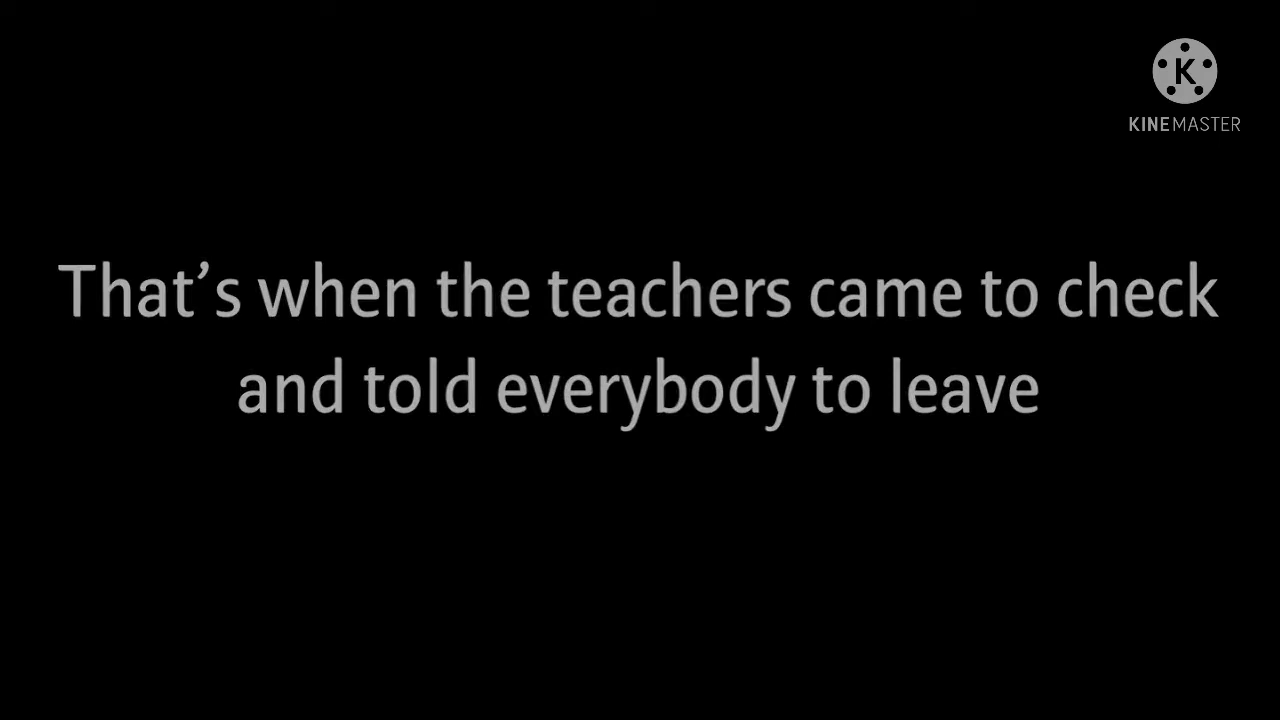 K
KINEMASTER
That’s when the teachers came to check
and told everybody to leave